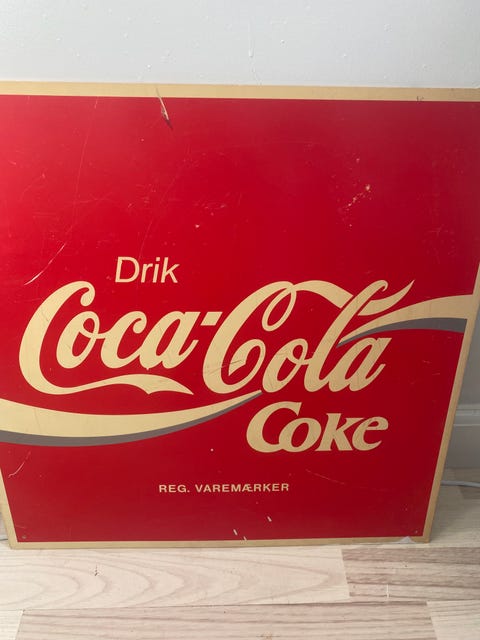 Drik
Coca-Cola
Coke
REG. VAREMÆRKER